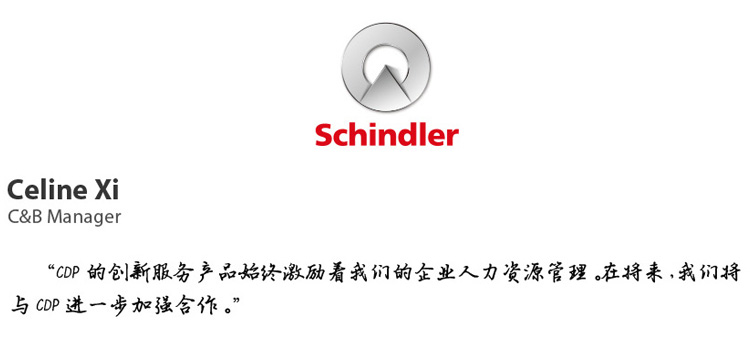 Schindler
Celine Xi
C&B Manager
“CDP 的创新服务产品始终激励着我们的企业人力资源管理。在将来,我们将
与 CDP 进一步加强合作。”